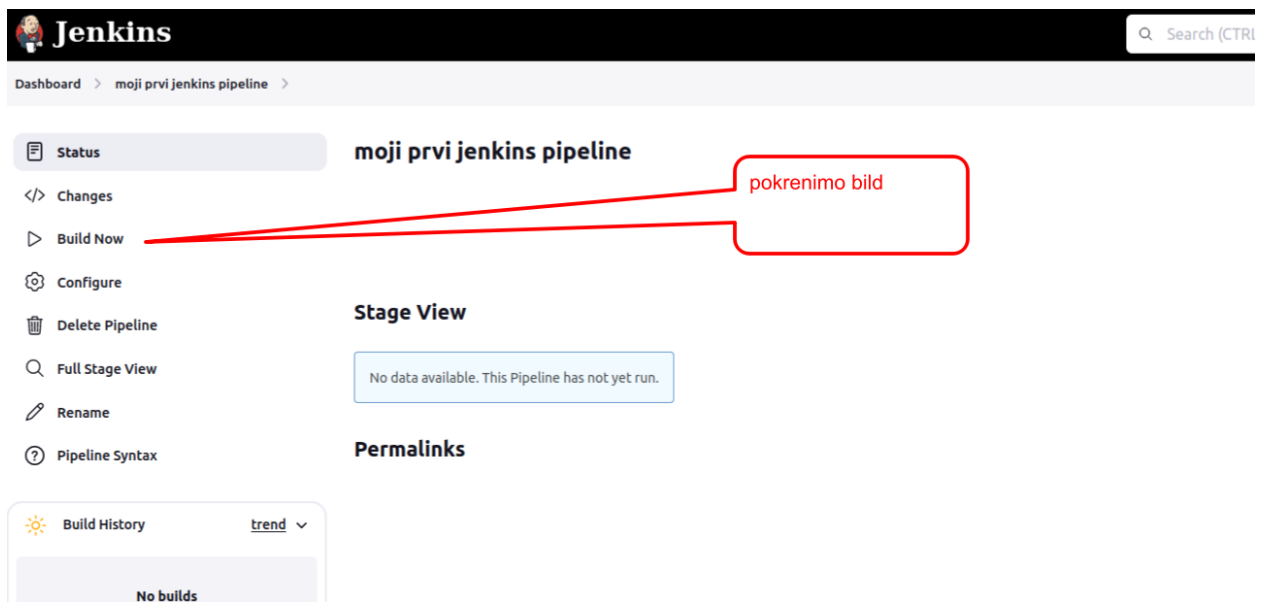 Jenkins
Search (CTRL
Dashboard > moji prvi jenkins pipeline >
Status
Changes
Build Now
Configure
Delete Pipeline
Full Stage View
Rename
Pipeline Syntax
Build History trend
No builds
moji prvi jenkins pipeline
pokrenimo bild
Stage View
No data available. This Pipeline has not yet run.
Permalinks